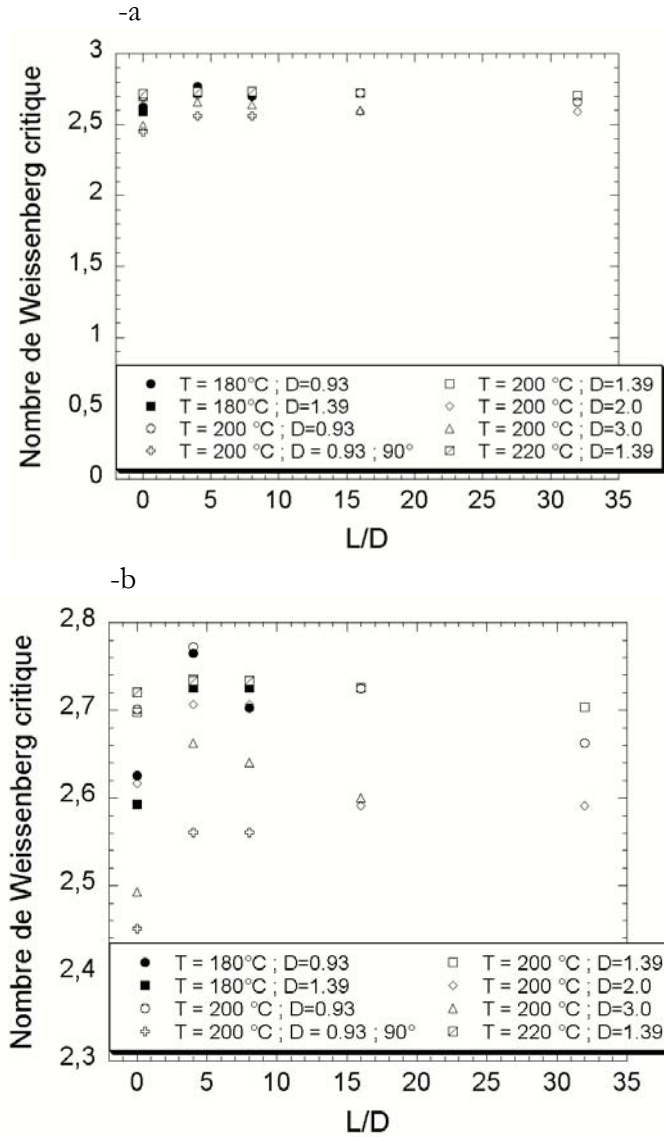 -a
Nombre de Weissenberg critique
3
2,5
2
1,5
1
0,5
0
T = 180°C ; D=0.93
T = 180°C ; D=1.39
T = 200 °C ; D=0.93
T = 200 °C ; D = 0.93 ; 90°
T = 200 °C ; D=1.39
T = 200 °C ; D=2.0
T = 200 °C ; D=3.0
T = 220 °C ; D=1.39
0 5 10 15 20 25 30 35
L/D
-b
Nombre de Weissenberg critique
2,8
2,7
2,6
2,5
2,4
2,3
T = 180°C ; D=0.93
T = 180°C ; D=1.39
T = 200 °C ; D=0.93
T = 200 °C ; D = 0.93 ; 90°
T = 200 °C ; D=1.39
T = 200 °C ; D=2.0
T = 200 °C ; D=3.0
T = 220 °C ; D=1.39
0 5 10 15 20 25 30 35
L/D